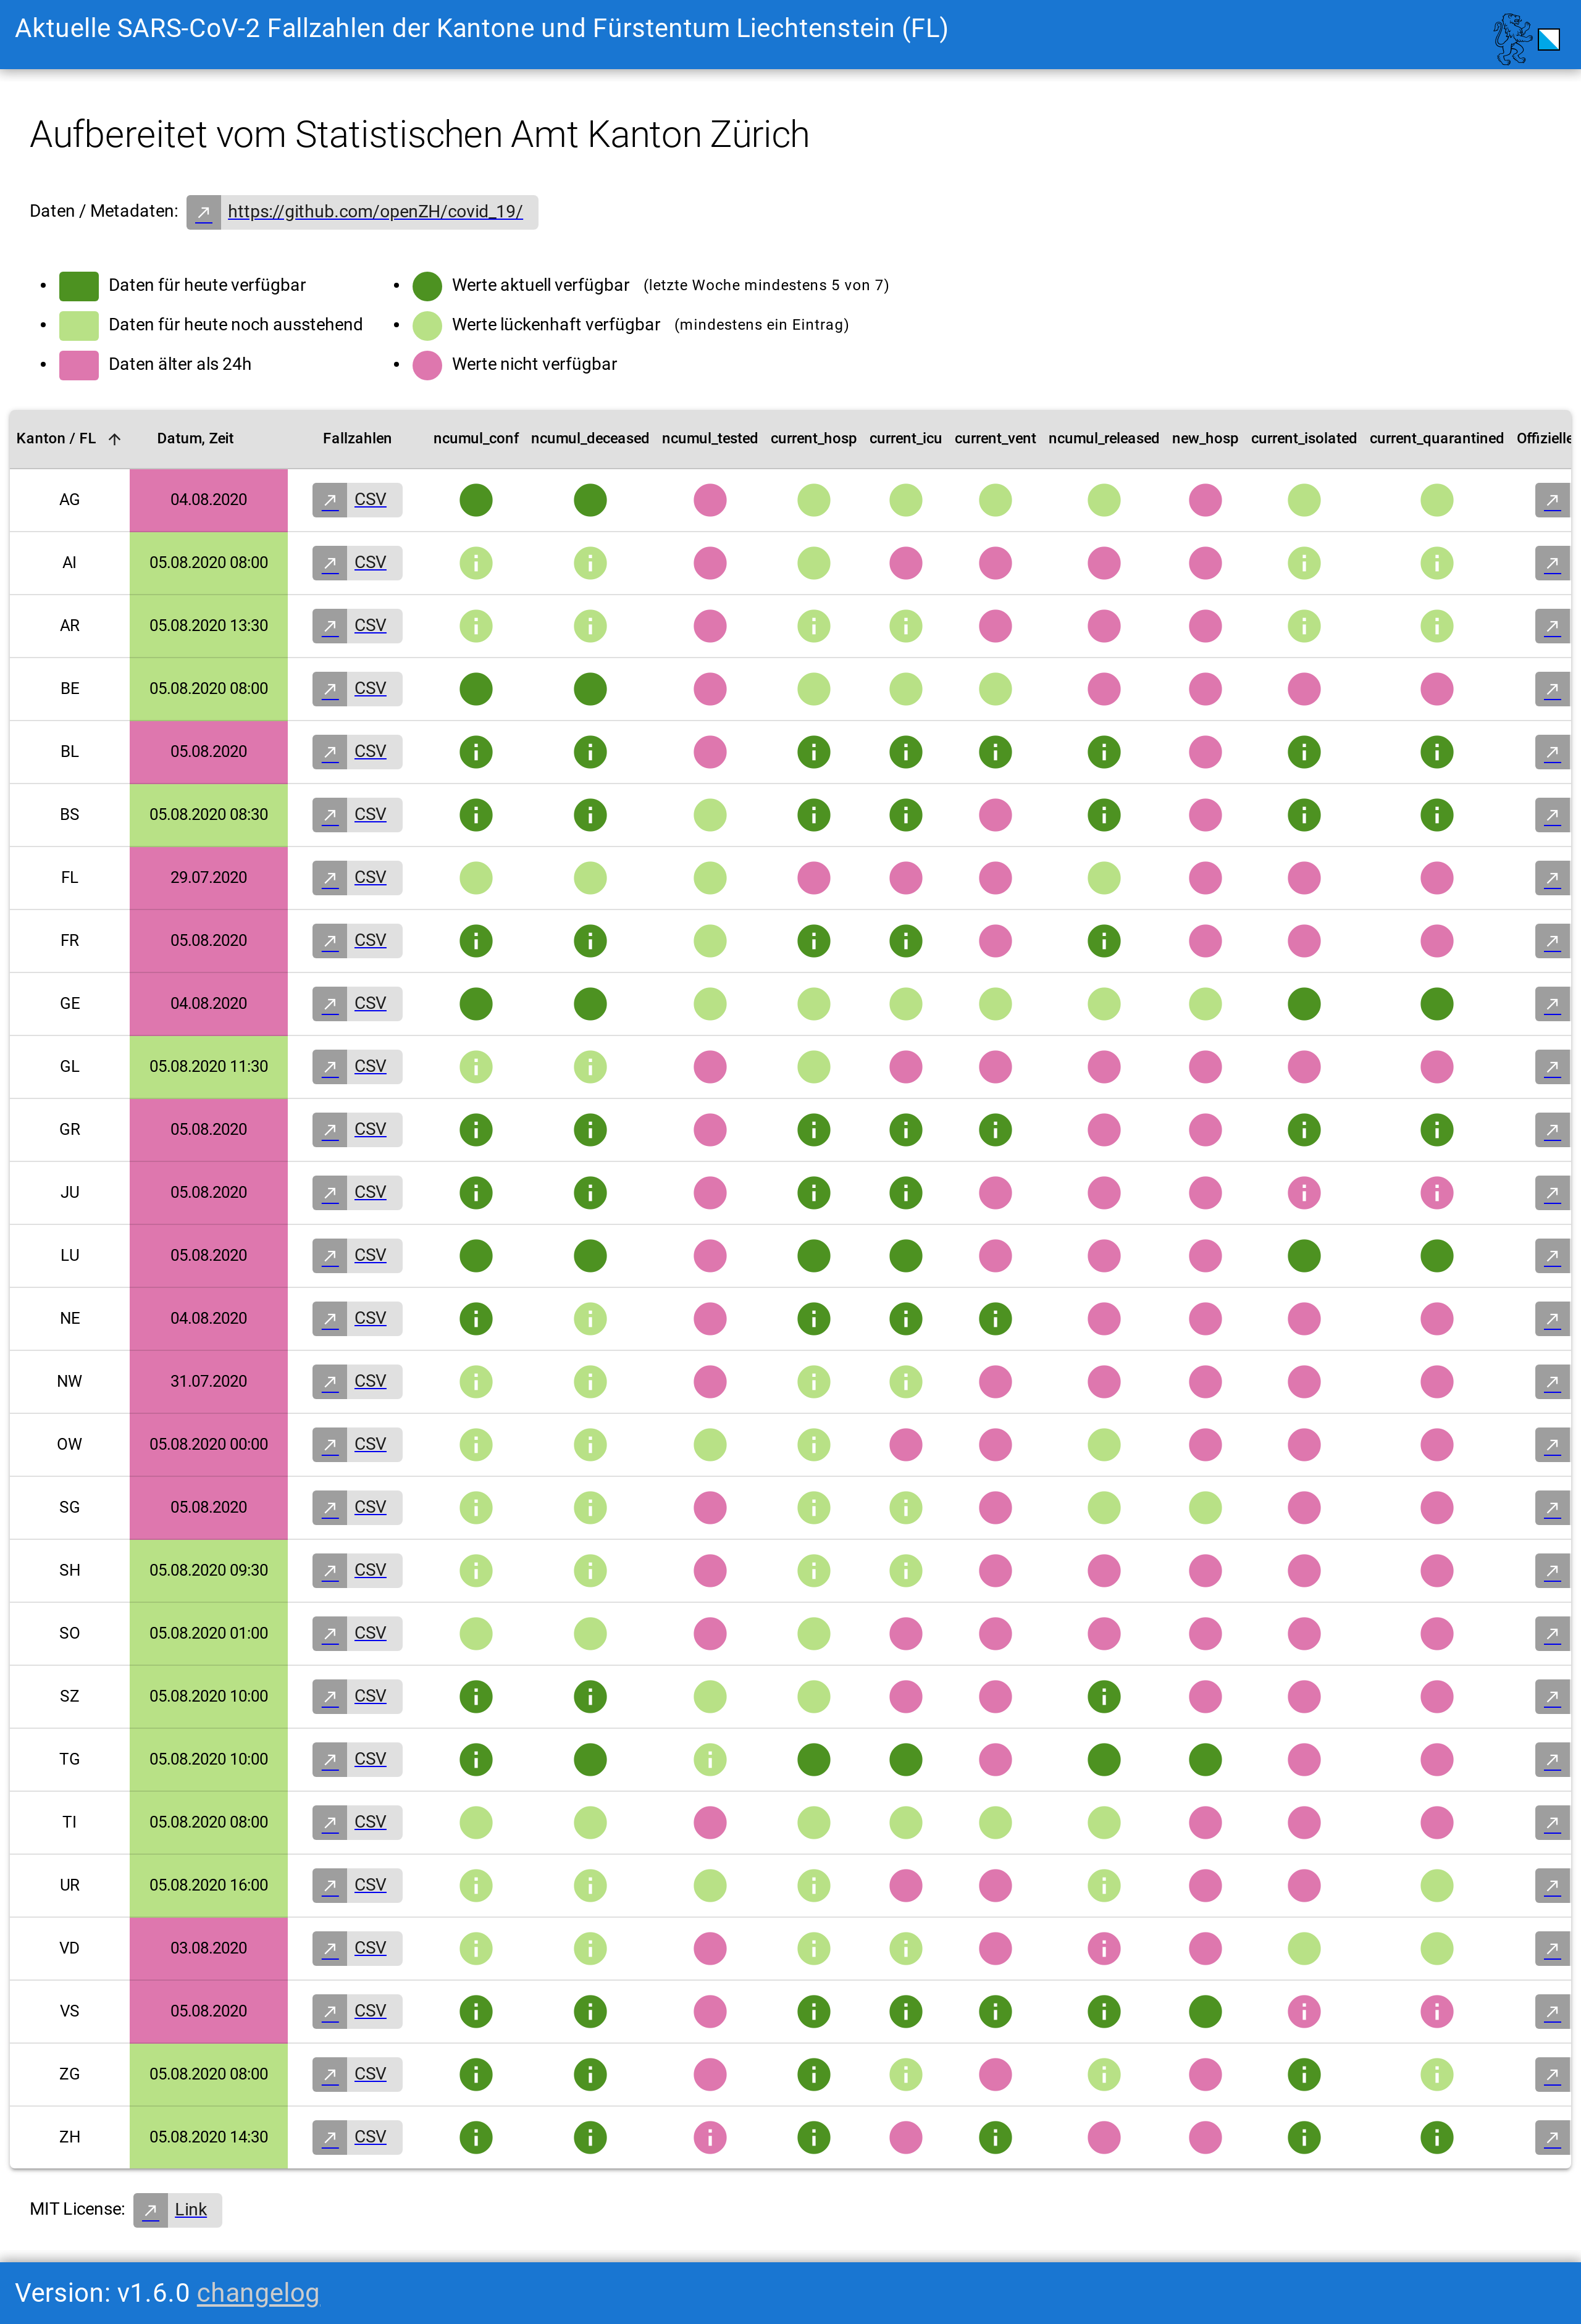 Aktuelle SARS-CoV-2 Fallzahlen der Kantone und Fürstentum Liechtenstein (FL)
Aufbereitet vom Statistischen Amt Kanton Zürich
Daten / Metadaten: https://github.com/openZH/covid_19/
Daten für heute verfügbar
Daten für heute noch ausstehend
Daten älter als 24h
Werte aktuell verfügbar (letzte Woche mindestens 5 von 7)
Werte lückenhaft verfügbar (mindestens ein Eintrag)
Werte nicht verfügbar
Kanton / FL Datum, Zeit Fallzahlen ncumul_conf ncumul_deceased ncumul_tested current_hosp current_icu current_vent ncumul_released new_hosp current_isolated current_quarantined Offizielle
AG 04.08.2020 CSV
AI 05.08.2020 08:00 CSV
AR 05.08.2020 13:30 CSV
BE 05.08.2020 08:00 CSV
BL 05.08.2020 CSV
BS 05.08.2020 08:30 CSV
FL 29.07.2020 CSV
FR 05.08.2020 CSV
GE 04.08.2020 CSV
GL 05.08.2020 11:30 CSV
GR 05.08.2020 CSV
JU 05.08.2020 CSV
LU 05.08.2020 CSV
NE 04.08.2020 CSV
NW 31.07.2020 CSV
OW 05.08.2020 00:00 CSV
SG 05.08.2020 CSV
SH 05.08.2020 09:30 CSV
SO 05.08.2020 01:00 CSV
SZ 05.08.2020 10:00 CSV
TG 05.08.2020 10:00 CSV
TI 05.08.2020 08:00 CSV
UR 05.08.2020 16:00 CSV
VD 03.08.2020 CSV
VS 05.08.2020 CSV
ZG 05.08.2020 08:00 CSV
ZH 05.08.2020 14:30 CSV
MIT License: Link
Version: v1.6.0 changelog